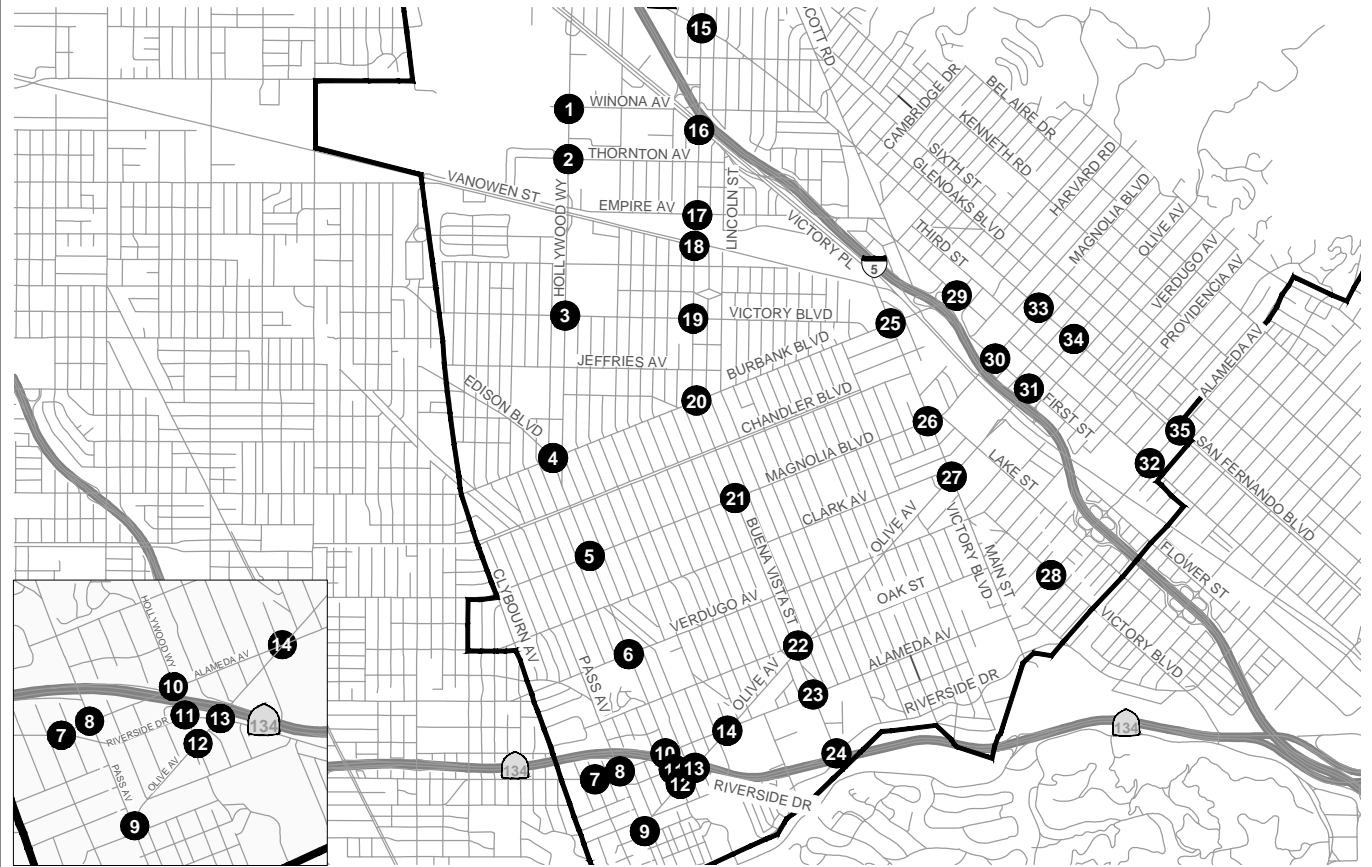 15
SCOTT RD
1
WINONA AV
CAMBRIDGE DR
BEL AIRE DR
16
KENNETH RD
2
THORNTON AV
SIXTH ST
HARVARD RD
GLENOAKS BLVD
VANOWEN ST
HOLLYWOOD WY
EMPIRE AV
17
LINCOLN ST
MAGNOLIA BLVD
OLIVE AV
18
VICTORY PL
THIRD ST
VERDUGO AV
5
PROVIDENCIA AV
29
33
3
19
VICTORY BLVD
25
34
JEFFRIES AV
BURBANK BLVD
30
ALAMEDA AV
31
EDISON BLVD
20
CHANDLER BLVD
FIRST ST
26
35
4
MAGNOLIA BLVD
SAN FERNANDO BLVD
32
27
LAKE ST
21
CLARK AV
OLIVE AV
VICTORY BLVD
MAIN ST
BUENA VISTA ST
5
FLOWER ST
28
CLYBOURN AV
OAK ST
VERDUGO AV
VICTORY BLVD
22
6
ALAMEDA AV
PASS AV
OLIVE AV
23
RIVERSIDE DR
14
134
24
10
134
11
13
7
8
12
RIVERSIDE DR
9
HOLLYWOOD WY
14
ALAMEDA AV
10
11
13
134
8
7
RIVERSIDE DR
12
PASS AV
OLIVE AV
9